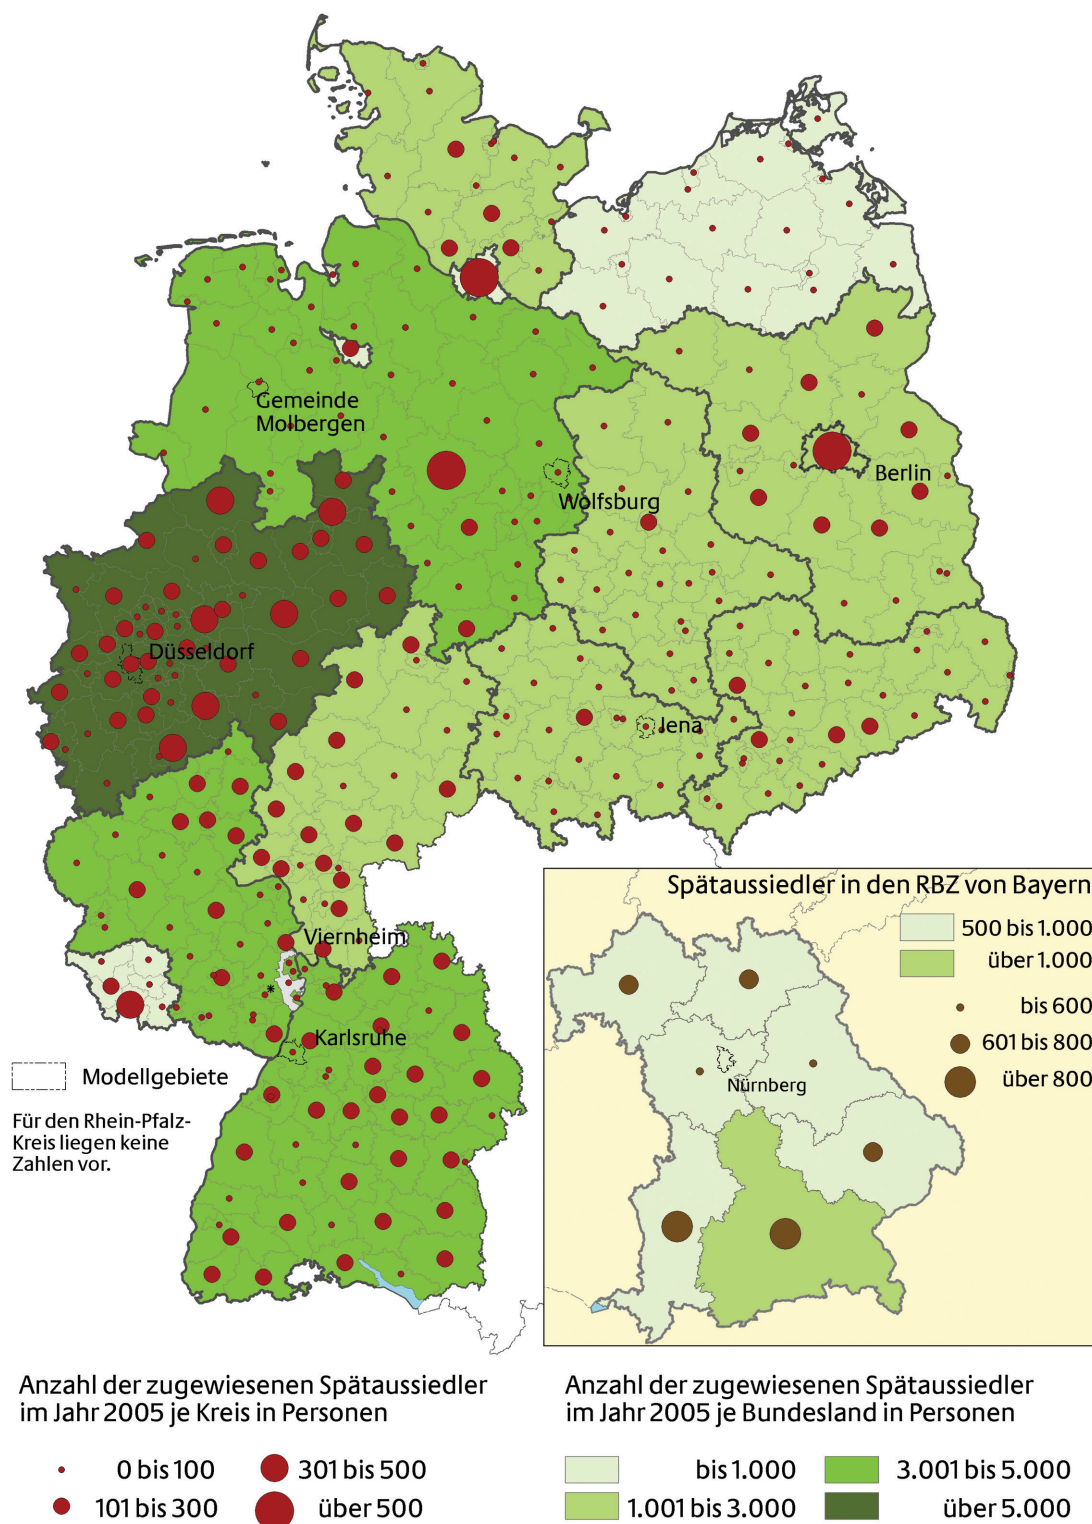 Gemeinde
Molbergen
Wolfsburg
Berlin
Düsseldorf
Jena
Viernheim
*
Karlsruhe
Modellgebiete
Für den Rhein-Pfalz-
Kreis liegen keine
Zahlen vor.
Spätaussiedler in den RBZ von Bayern
500 bis 1.000
über 1.000
bis 600
601 bis 800
über 800
Nürnberg
Anzahl der zugewiesenen Spätaussiedler
im Jahr 2005 je Kreis in Personen
0 bis 100
301 bis 500
101 bis 300
über 500
Anzahl der zugewiesenen Spätaussiedler
im Jahr 2005 je Bundesland in Personen
bis 1.000
3.001 bis 5.000
1.001 bis 3.000
über 5.000